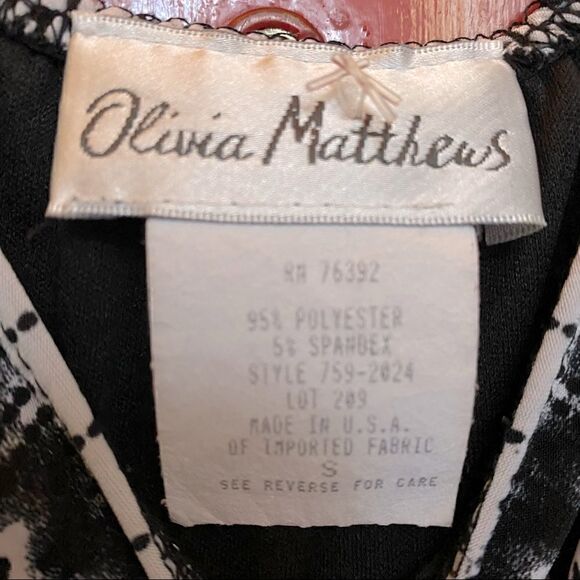 Olivia Matthews
RN 76392
95% POLYESTER
5% SPANDEX
STYLE 759-2024
LOT 209
MADE IN U.S.A.
OF IMPORTED FABRIC
S
SEE REVERSE FOR CARE